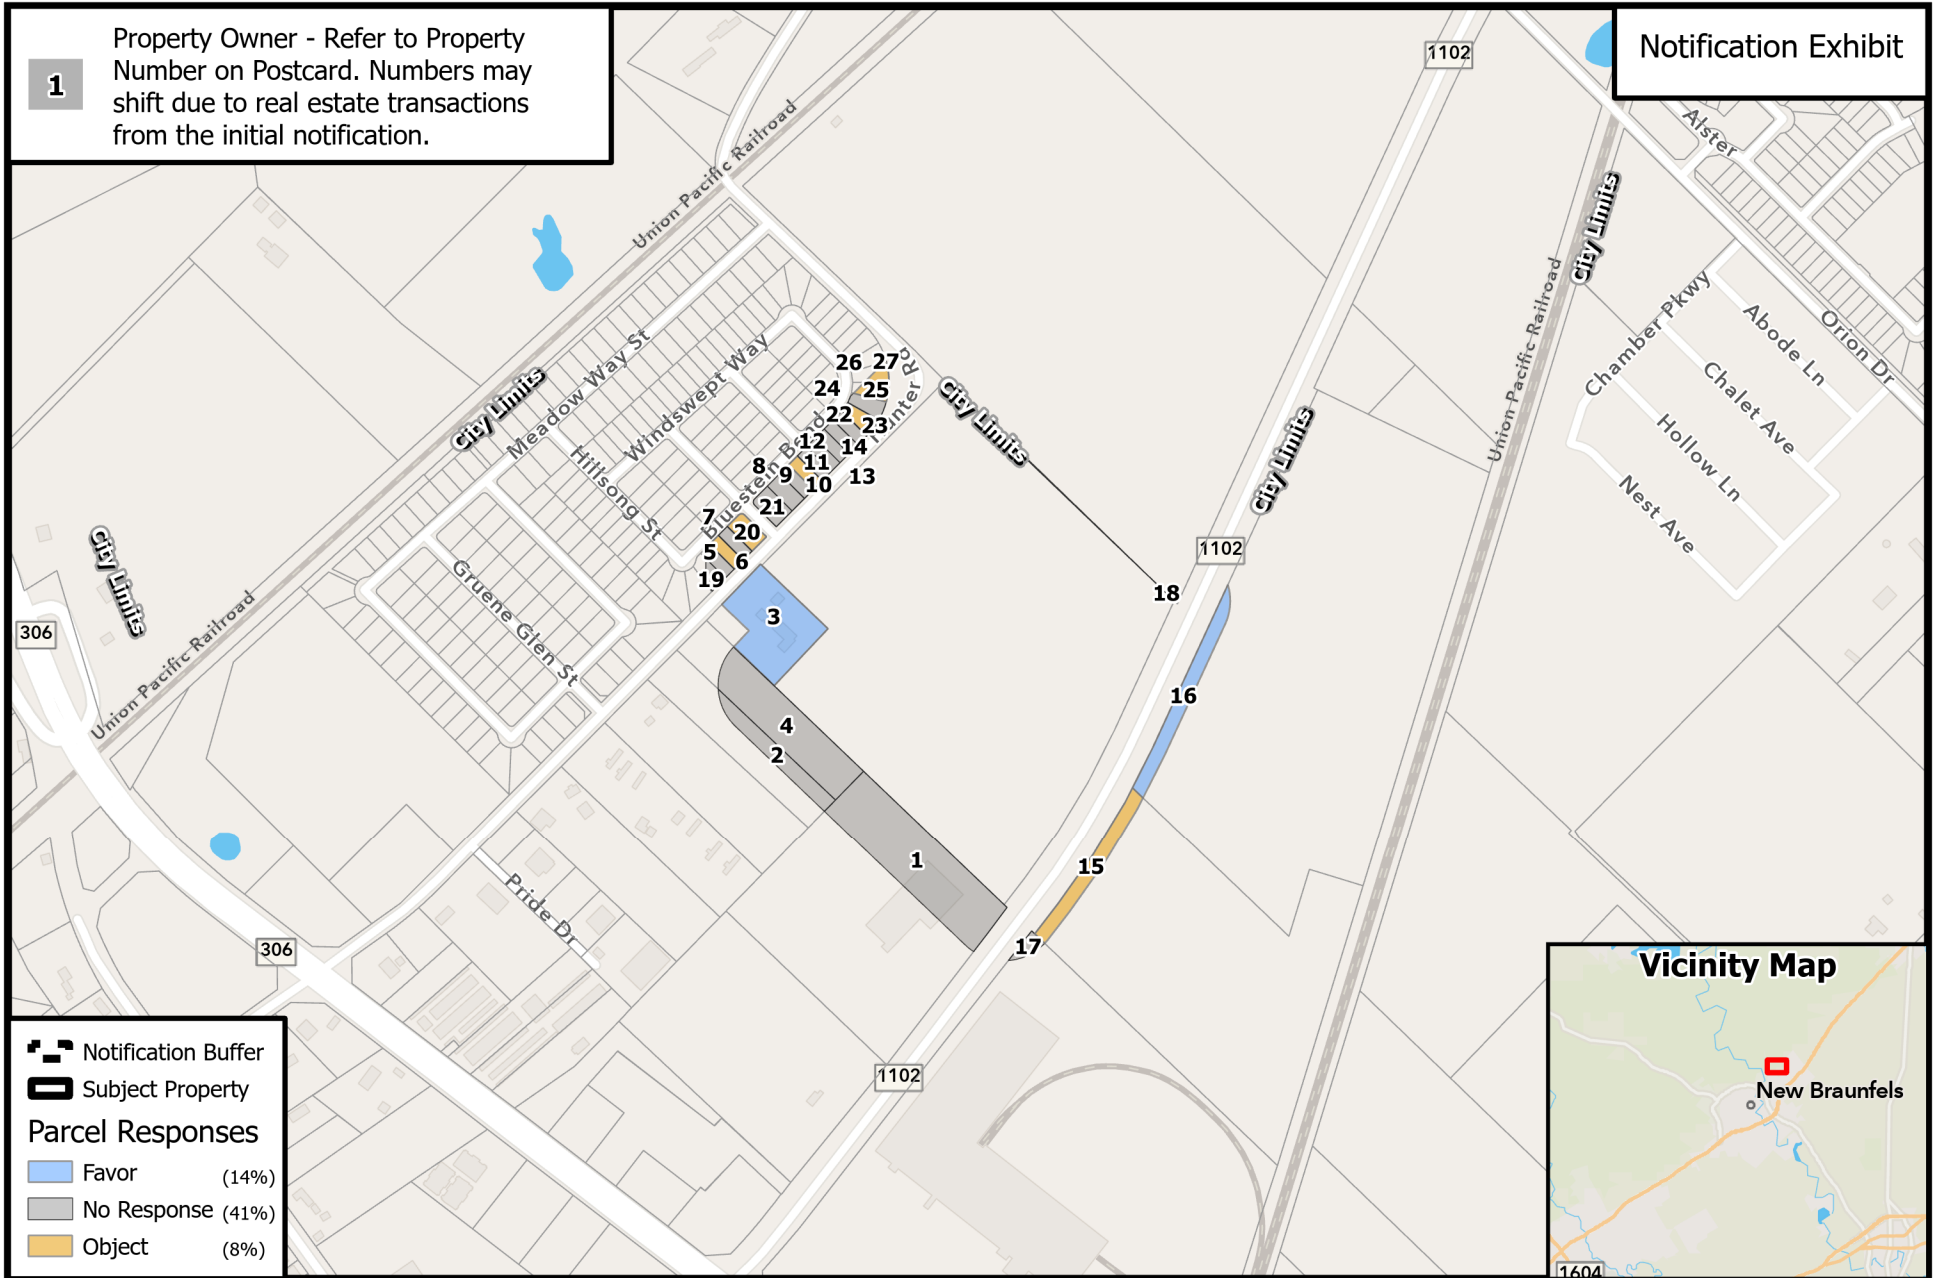 1
Property Owner - Refer to Property
Number on Postcard. Numbers may
shift due to real estate transactions
from the initial notification.
Notification Exhibit
1102
Alster
Union Pacific Railroad
City Limits
Union Pacific Railroad
Chamber Pkwy
Abode Ln
Orion Dr
Chalet Ave
Hollow Ln
Nest Ave
Meadow Way St
City Limits
Windswept Way
Hillsong St
Bluestem Bend
Hunter Rd
City Limits
City Limits
City Limits
26
27
24
25
22
23
12
14
8
11
9
10
13
21
7
20
5
6
19
1102
18
3
Gruene Glen St
306
Union Pacific Railroad
16
4
2
15
1
Pride Dr
17
306
1102
Notification Buffer
Subject Property
Parcel Responses
Favor (14%)
No Response (41%)
Object (8%)
Vicinity Map
New Braunfels
1604